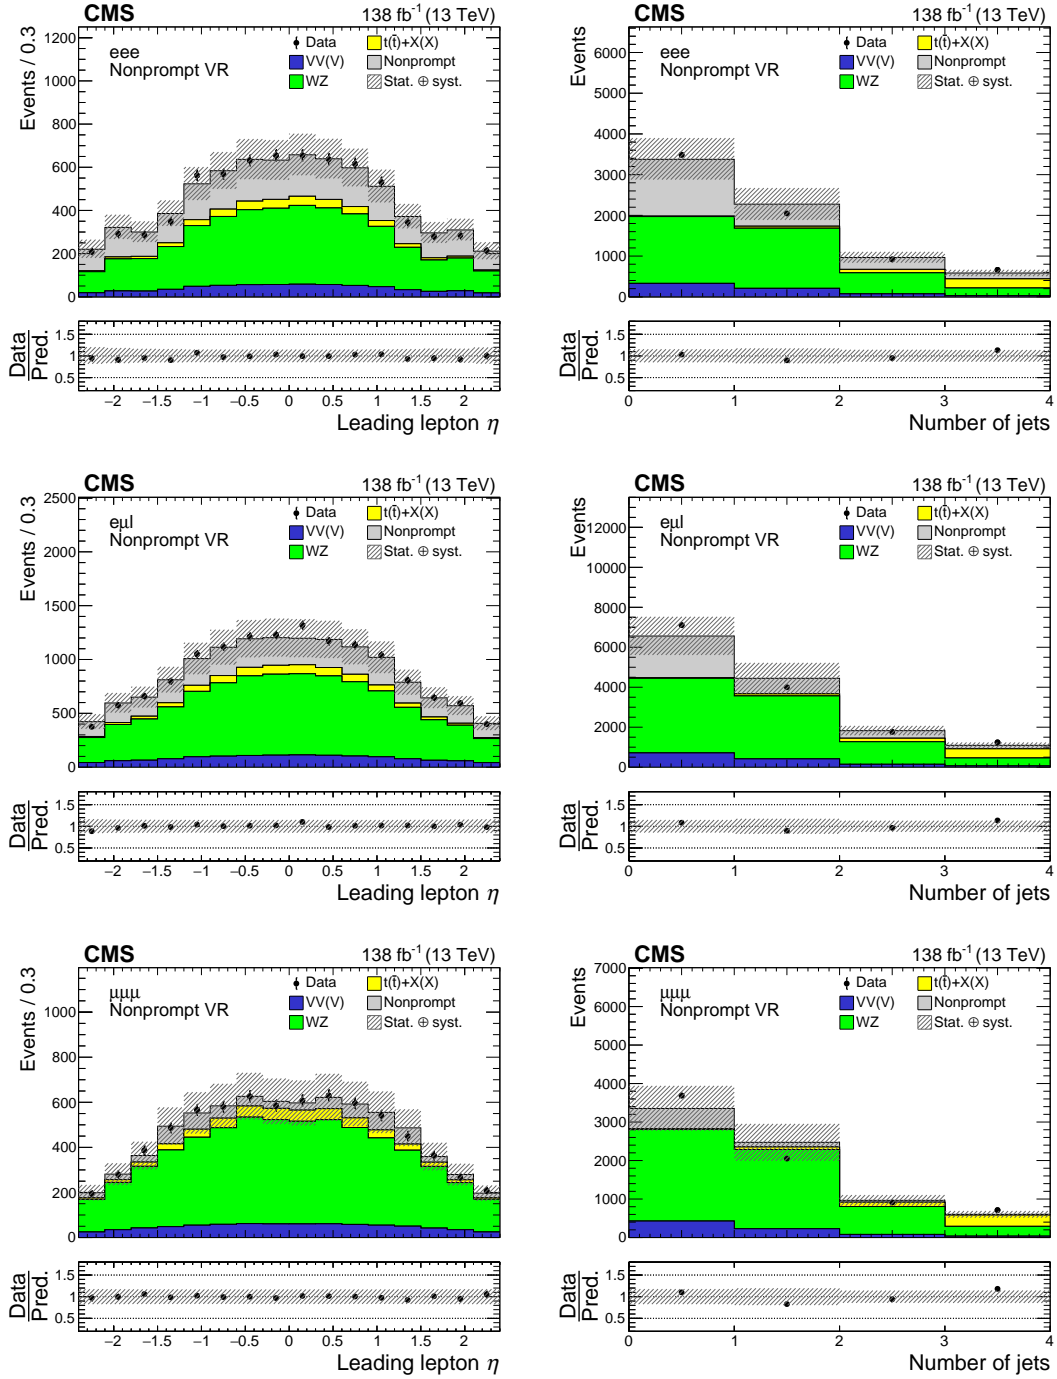 CMS 138 fb⁻¹ (13 TeV)
Events / 0.3
eee
Nonprompt VR
Data
VV(V)
WZ
t(t̄)+X(X)
Nonprompt
Stat. ⊕ syst.
1200
1000
800
600
400
200
0
Data
Pred.
1.5
1
0.5
−2 −1.5 −1 −0.5 0 0.5 1 1.5 2
Leading lepton η
CMS 138 fb⁻¹ (13 TeV)
Events
eee
Nonprompt VR
Data
VV(V)
WZ
t(t̄)+X(X)
Nonprompt
Stat. ⊕ syst.
6000
5000
4000
3000
2000
1000
0
Data
Pred.
1.5
1
0.5
0 1 2 3 4
Number of jets
CMS 138 fb⁻¹ (13 TeV)
Events / 0.3
eμl
Nonprompt VR
Data
VV(V)
WZ
t(t̄)+X(X)
Nonprompt
Stat. ⊕ syst.
2500
2000
1500
1000
500
0
Data
Pred.
1.5
1
0.5
−2 −1.5 −1 −0.5 0 0.5 1 1.5 2
Leading lepton η
CMS 138 fb⁻¹ (13 TeV)
Events
eμl
Nonprompt VR
Data
VV(V)
WZ
t(t̄)+X(X)
Nonprompt
Stat. ⊕ syst.
12000
10000
8000
6000
4000
2000
0
Data
Pred.
1.5
1
0.5
0 1 2 3 4
Number of jets
CMS 138 fb⁻¹ (13 TeV)
Events / 0.3
μμμ
Nonprompt VR
Data
VV(V)
WZ
t(t̄)+X(X)
Nonprompt
Stat. ⊕ syst.
1000
800
600
400
200
0
Data
Pred.
1.5
1
0.5
−2 −1.5 −1 −0.5 0 0.5 1 1.5 2
Leading lepton η
CMS 138 fb⁻¹ (13 TeV)
Events
μμμ
Nonprompt VR
Data
VV(V)
WZ
t(t̄)+X(X)
Nonprompt
Stat. ⊕ syst.
7000
6000
5000
4000
3000
2000
1000
0
Data
Pred.
1.5
1
0.5
0 1 2 3 4
Number of jets